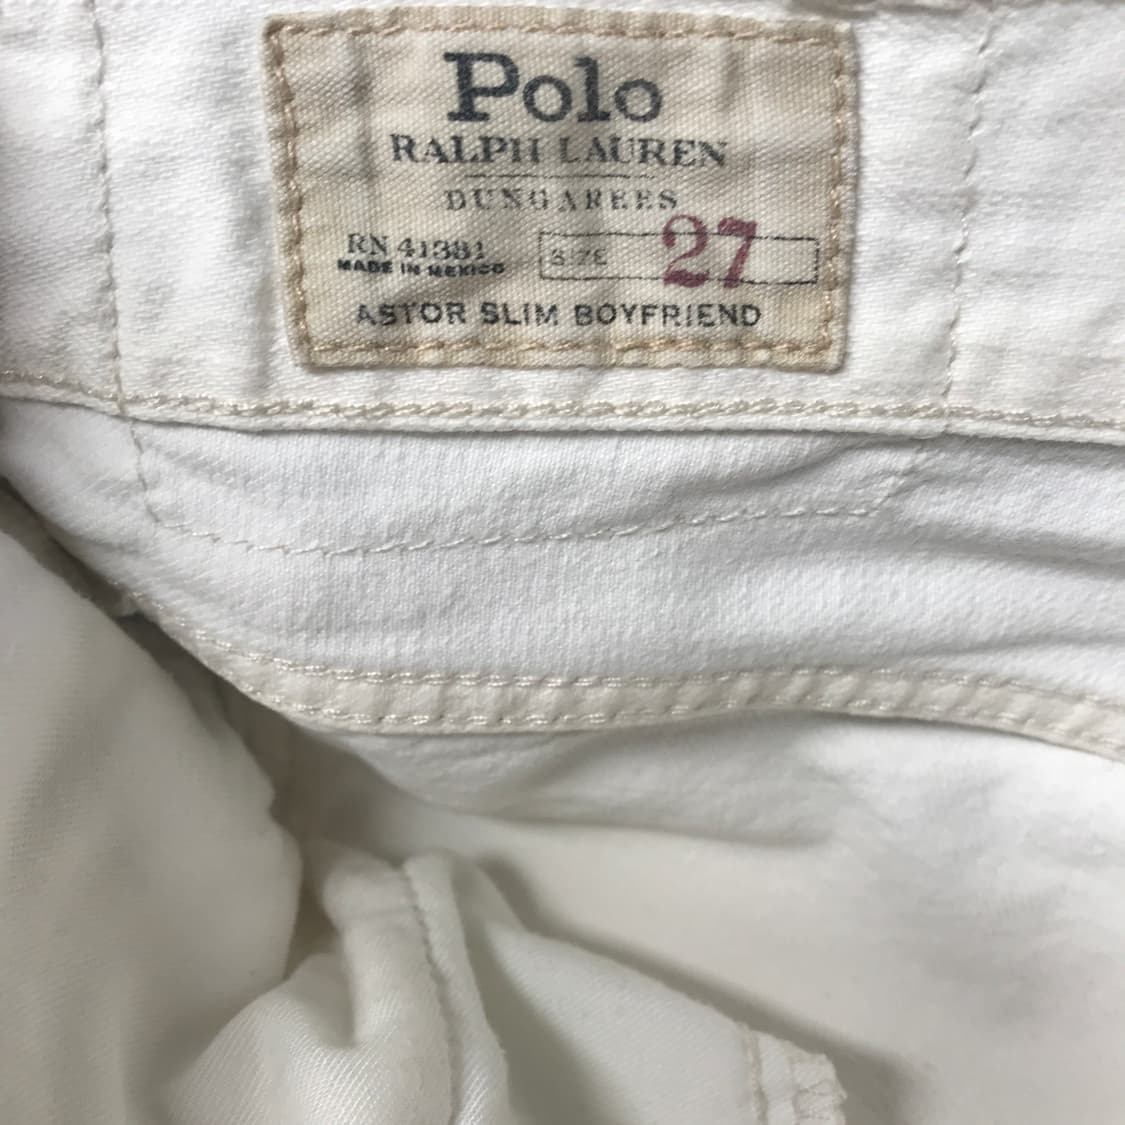 Polo
RALPH LAUREN
DUNGAREES
RN 41381
MADE IN MEXICO
SIZE 27
ASTOR SLIM BOYFRIEND